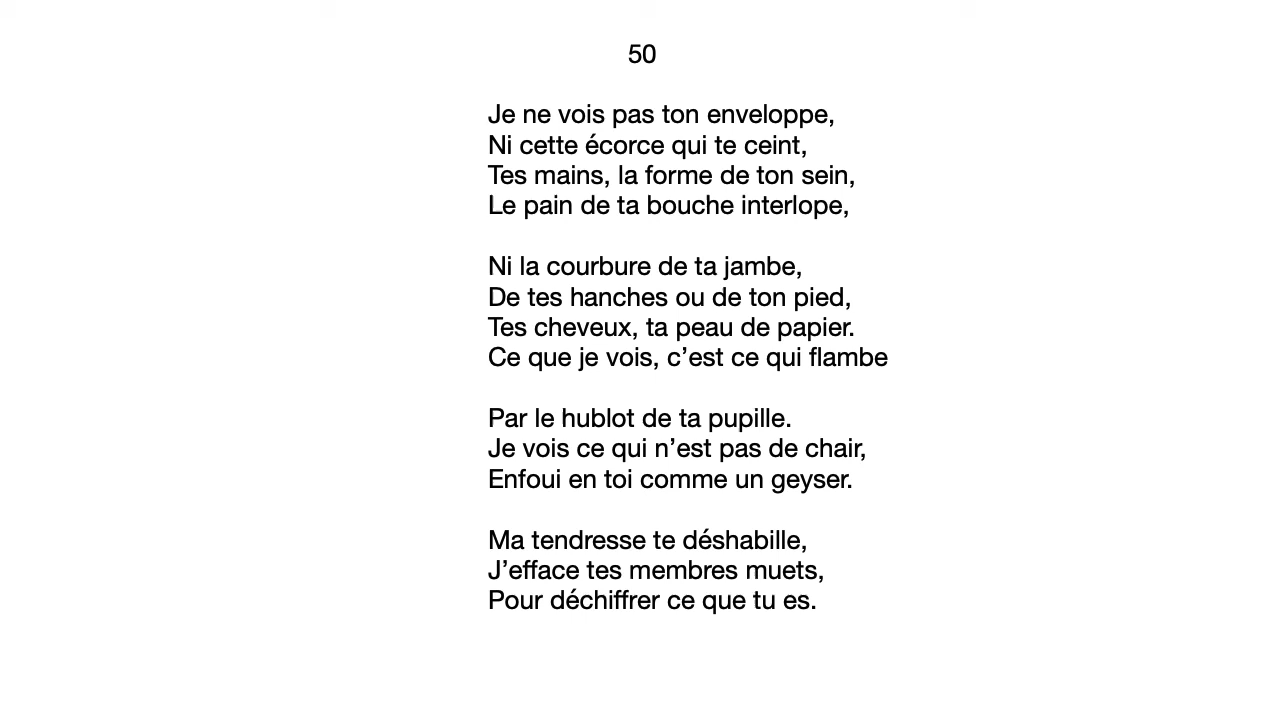 50
Je ne vois pas ton enveloppe,
Ni cette écorce qui te ceint,
Tes mains, la forme de ton sein,
Le pain de ta bouche interlope,
Ni la courbure de ta jambe,
De tes hanches ou de ton pied,
Tes cheveux, ta peau de papier.
Ce que je vois, c’est ce qui flambe
Par le hublot de ta pupille.
Je vois ce qui n’est pas de chair,
Enfoui en toi comme un geyser.
Ma tendresse te déshabille,
J’efface tes membres muets,
Pour déchiffrer ce que tu es.